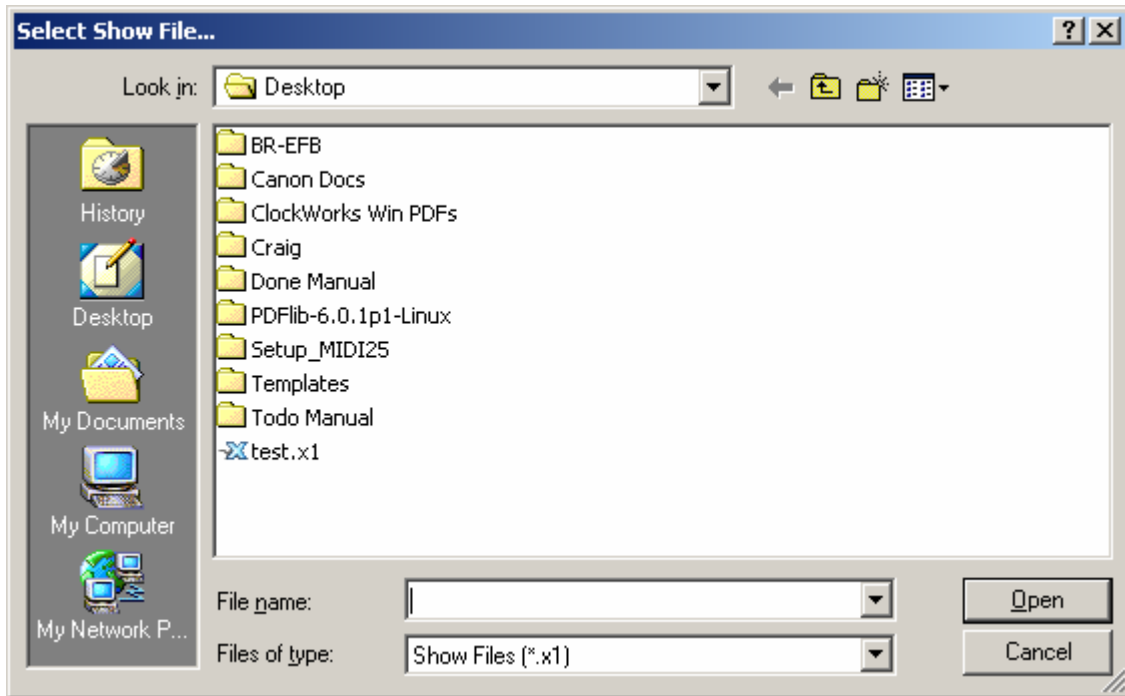 Select Show File...
Look in: Desktop
History
Desktop
My Documents
My Computer
My Network P...
BR-EFB
Canon Docs
ClockWorks Win PDFs
Craig
Done Manual
PDFlib-6.0.1p1-Linux
Setup_MIDI25
Templates
Todo Manual
test.x1
File name:
Open
Files of type: Show Files (*.x1)
Cancel